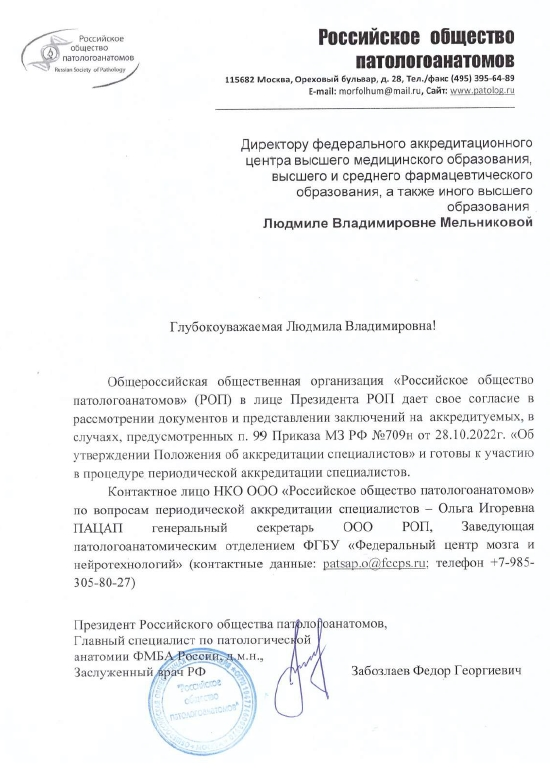 Российское
общество
патологоанатомов
Russian Society of Pathology
Российское общество
патологоанатомов
115682 Москва, Ореховый бульвар, д. 28, Тел./факс (495) 395-64-89
E-mail: morfolhum@mail.ru, Сайт: www.patolog.ru
Директору федерального аккредитационного
центра высшего медицинского образования,
высшего и среднего фармацевтического
образования, а также иного высшего
образования
Людмиле Владимировне Мельниковой
Глубокоуважаемая Людмила Владимировна!
Общероссийская общественная организация «Российское общество
патологоанатомов» (РОП) в лице Президента РОП дает свое согласие в
рассмотрении документов и представлении заключений на аккредитуемых, в
случаях, предусмотренных п. 99 Приказа МЗ РФ №709н от 28.10.2022г. «Об
утверждении Положения об аккредитации специалистов» и готовы к участию
в процедуре периодической аккредитации специалистов.
Контактное лицо НКО ООО «Российское общество патологоанатомов»
по вопросам периодической аккредитации специалистов – Ольга Игоревна
ПАЦАП генеральный секретарь ООО РОП, Заведующая
патологоанатомическим отделением ФГБУ «Федеральный центр мозга и
нейротехнологий» (контактные данные: patsap.o@fccps.ru; телефон +7-985-
305-80-27)
Президент Российского общества патологоанатомов,
Главный специалист по патологической
анатомии ФМБА России, д.м.н.,
Заслуженный врач РФ Забозлаев Федор Георгиевич
"Российское
общество
патологоанатомов"